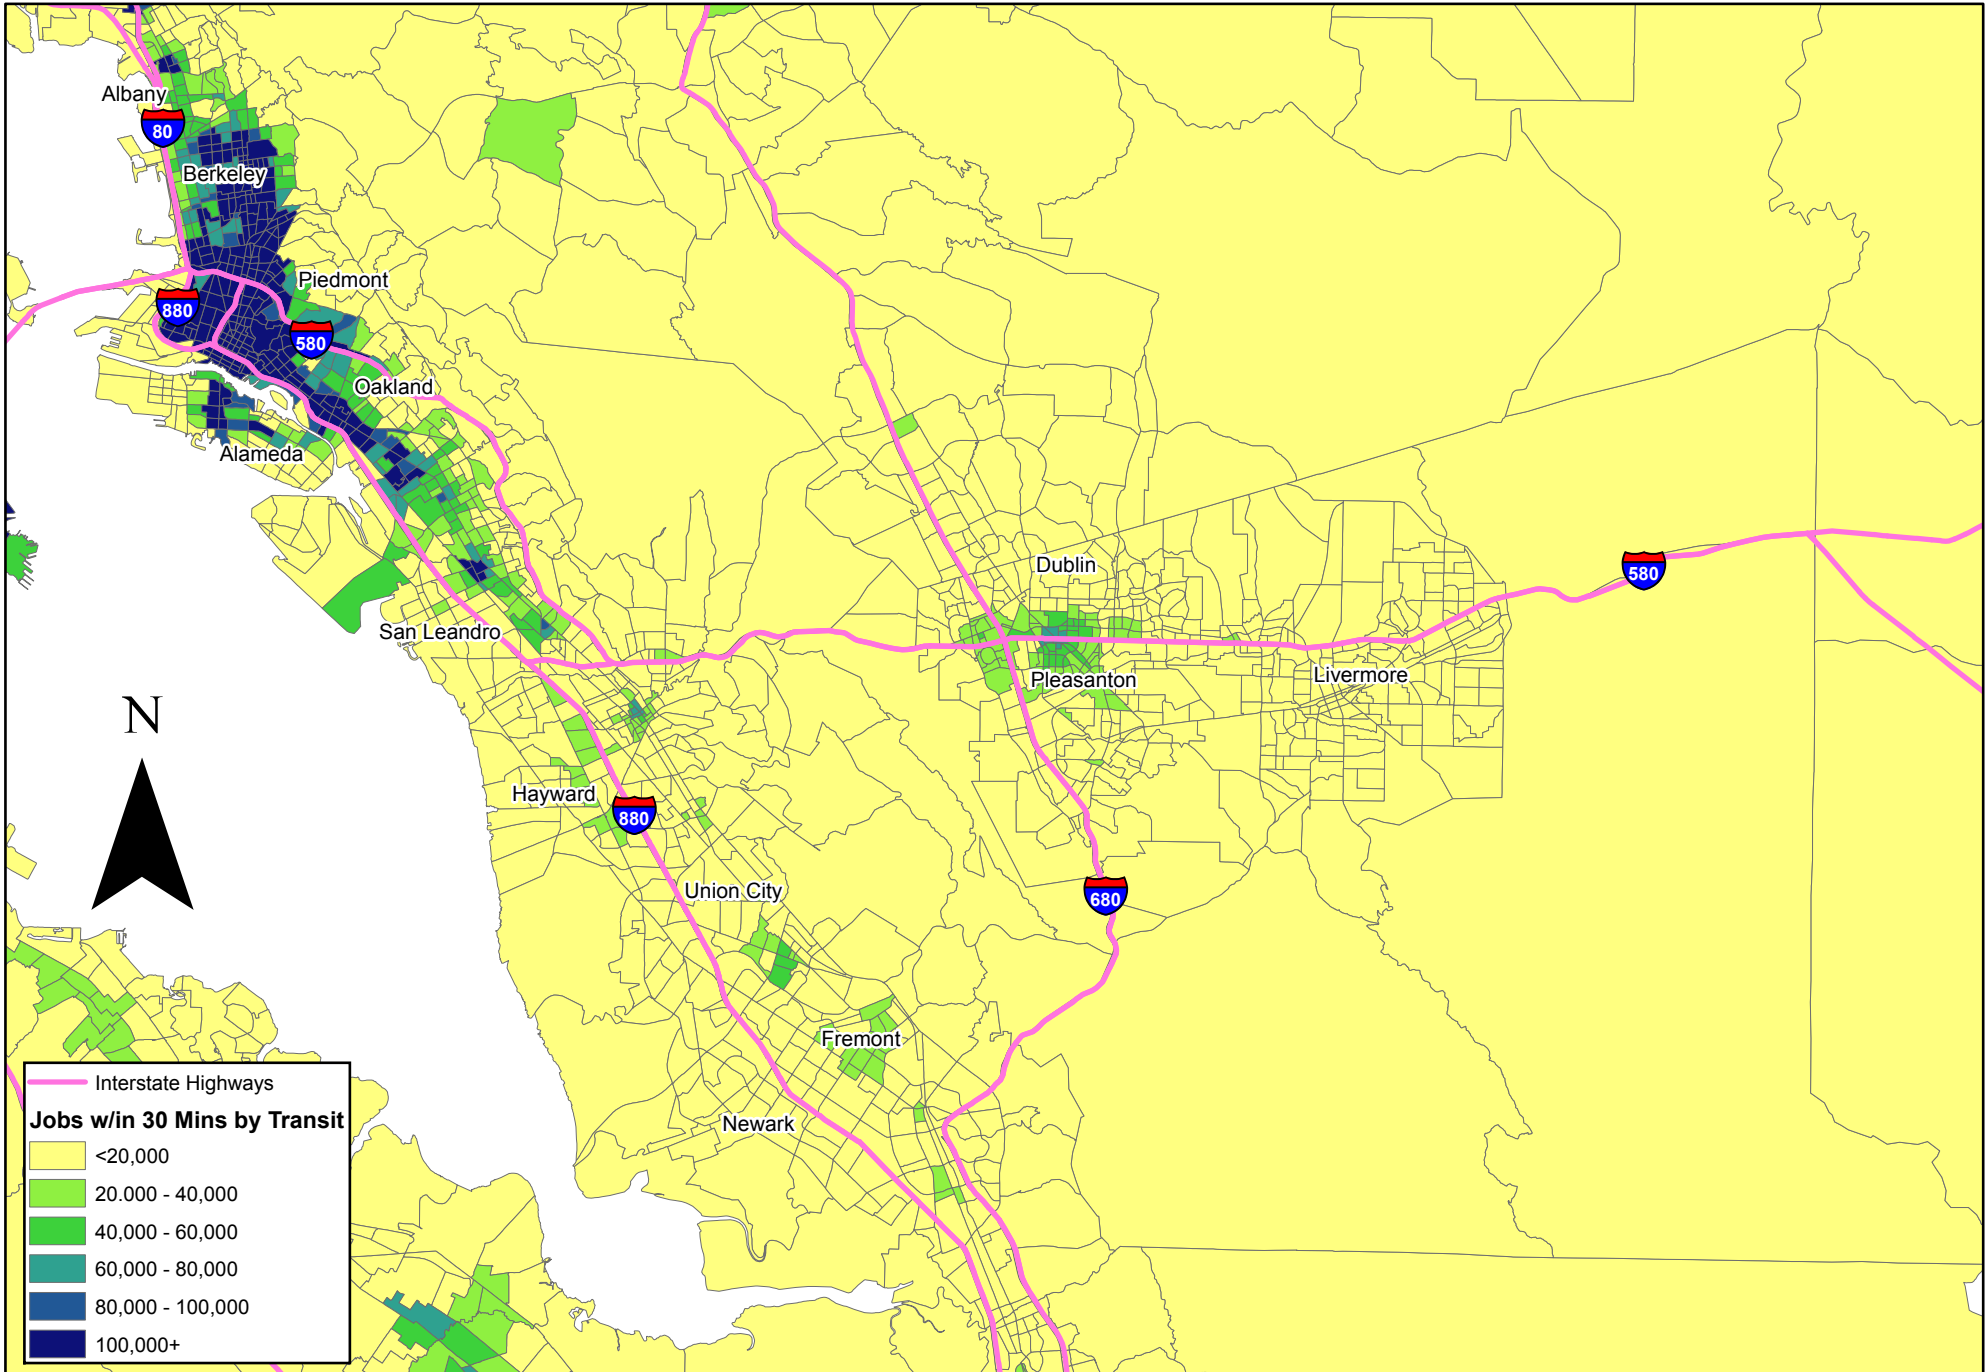 Albany
80
Berkeley
Piedmont
880
580
Oakland
Alameda
Dublin
580
San Leandro
Pleasanton
Livermore
N
Hayward
880
Union City
680
Fremont
Newark
Interstate Highways
Jobs w/in 30 Mins by Transit
<20,000
20.000 - 40,000
40,000 - 60,000
60,000 - 80,000
80,000 - 100,000
100,000+